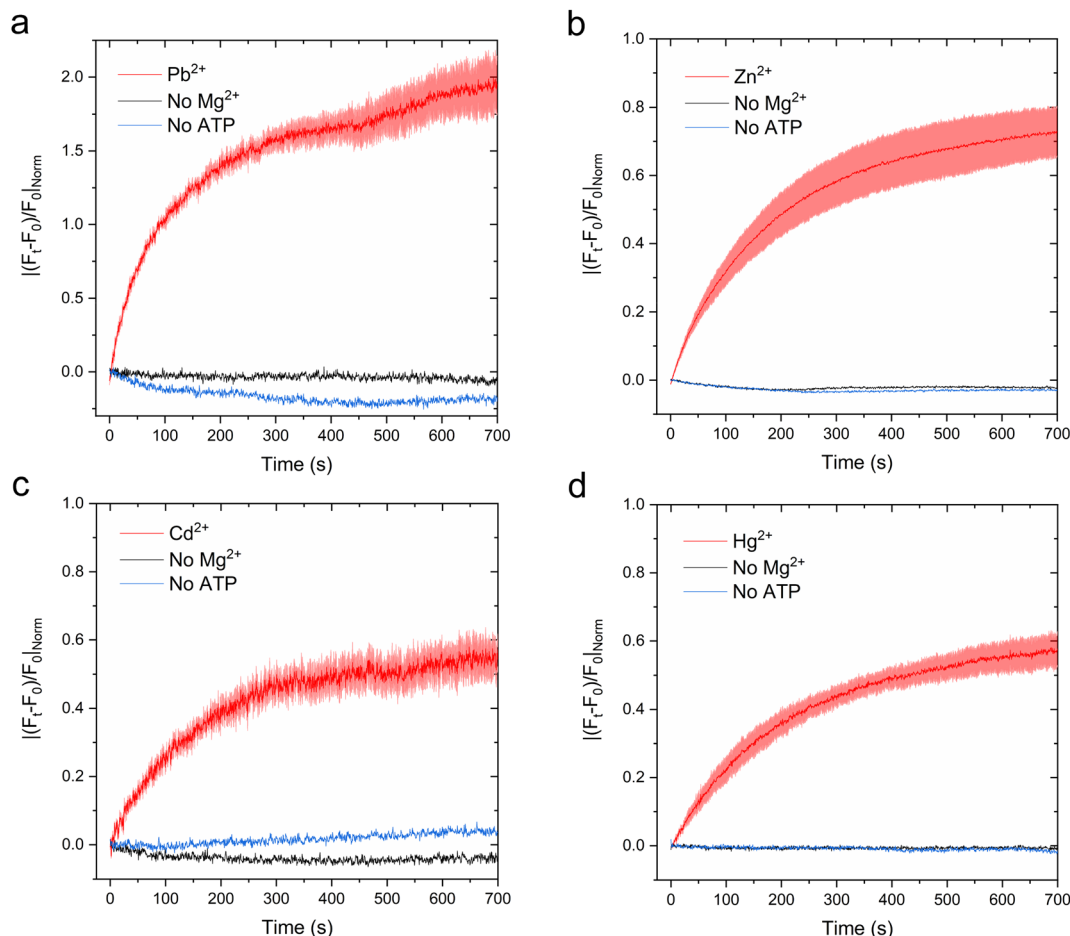 a
Pb²⁺
No Mg²⁺
No ATP
|(Fₜ-F₀)/F₀|Norm
2.0
1.5
1.0
0.5
0.0
0 100 200 300 400 500 600 700
Time (s)
b
Zn²⁺
No Mg²⁺
No ATP
|(Fₜ-F₀)/F₀|Norm
1.0
0.8
0.6
0.4
0.2
0.0
0 100 200 300 400 500 600 700
Time (s)
c
Cd²⁺
No Mg²⁺
No ATP
|(Fₜ-F₀)/F₀|Norm
1.0
0.8
0.6
0.4
0.2
0.0
0 100 200 300 400 500 600 700
Time (s)
d
Hg²⁺
No Mg²⁺
No ATP
|(Fₜ-F₀)/F₀|Norm
1.0
0.8
0.6
0.4
0.2
0.0
0 100 200 300 400 500 600 700
Time (s)